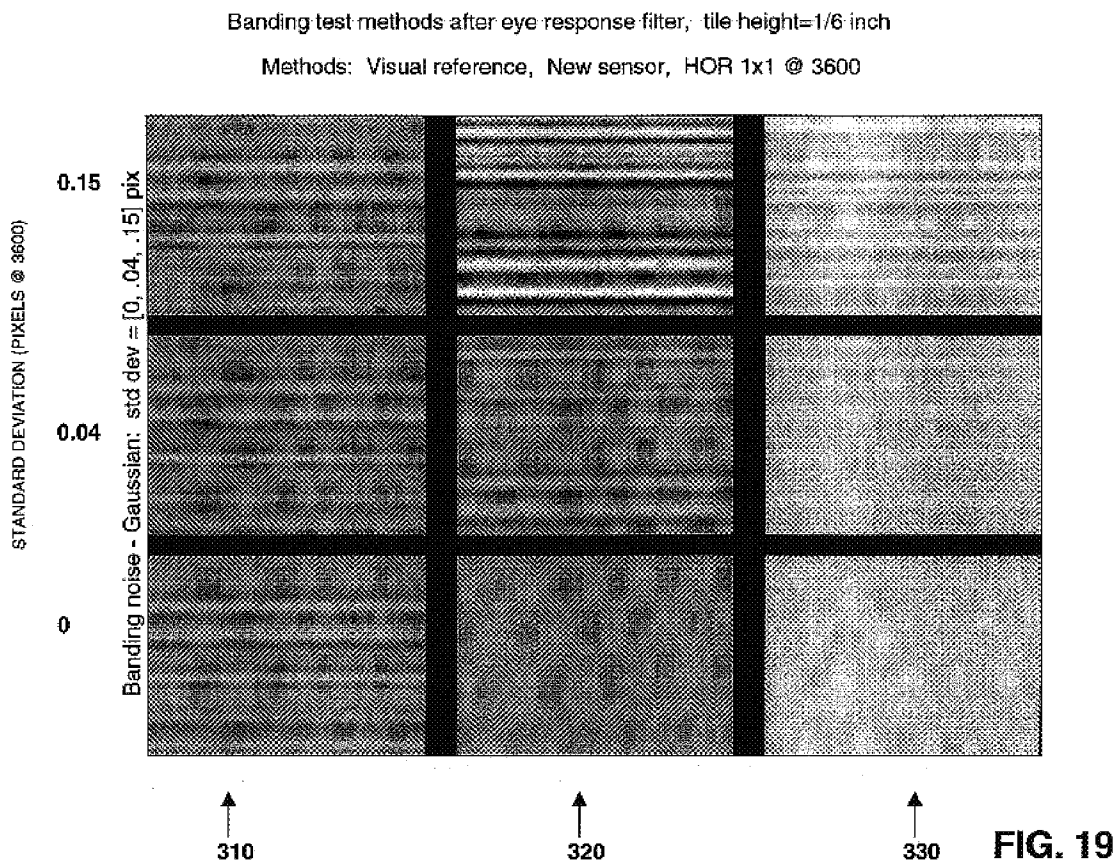 Banding test methods after eye response filter, tile height=1/6 inch
Methods: Visual reference, New sensor, HOR 1x1 @ 3600
STANDARD DEVIATION (PIXELS @ 3600)
Banding noise - Gaussian: std dev = [0, .04, .15] pix
0.15
0.04
0
310
320
330
FIG. 19